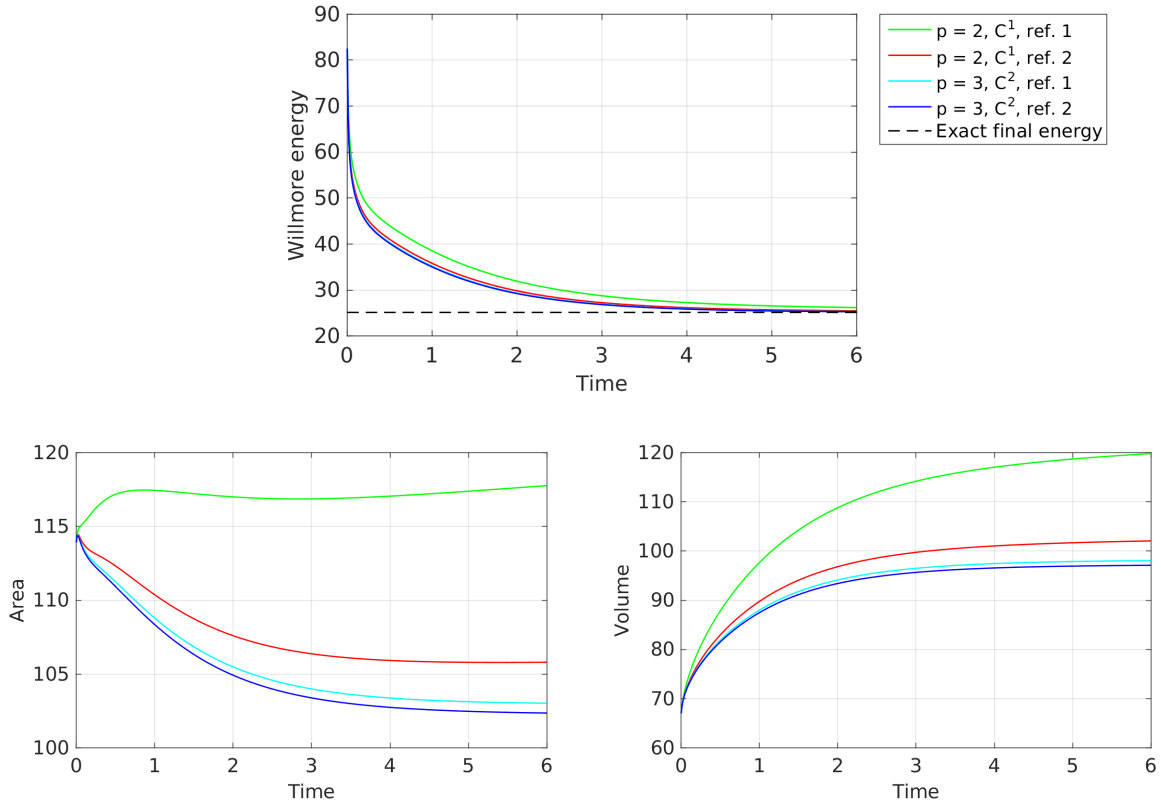 90
80
70
60
50
40
30
20
Willmore energy
0 1 2 3 4 5 6
Time
p = 2, C¹, ref. 1
p = 2, C¹, ref. 2
p = 3, C², ref. 1
p = 3, C², ref. 2
Exact final energy
120
115
110
105
100
Area
0 1 2 3 4 5 6
Time
120
110
100
90
80
70
60
Volume
0 1 2 3 4 5 6
Time